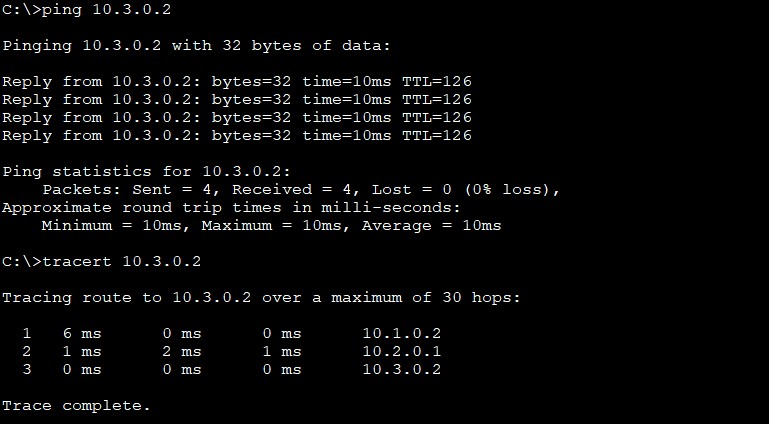 C:\>ping 10.3.0.2
Pinging 10.3.0.2 with 32 bytes of data:
Reply from 10.3.0.2: bytes=32 time=10ms TTL=126
Reply from 10.3.0.2: bytes=32 time=10ms TTL=126
Reply from 10.3.0.2: bytes=32 time=10ms TTL=126
Reply from 10.3.0.2: bytes=32 time=10ms TTL=126
Ping statistics for 10.3.0.2:
Packets: Sent = 4, Received = 4, Lost = 0 (0% loss),
Approximate round trip times in milli-seconds:
Minimum = 10ms, Maximum = 10ms, Average = 10ms
C:\>tracert 10.3.0.2
Tracing route to 10.3.0.2 over a maximum of 30 hops:
1 6 ms 0 ms 0 ms 10.1.0.2
2 1 ms 2 ms 1 ms 10.2.0.1
3 0 ms 0 ms 0 ms 10.3.0.2
Trace complete.